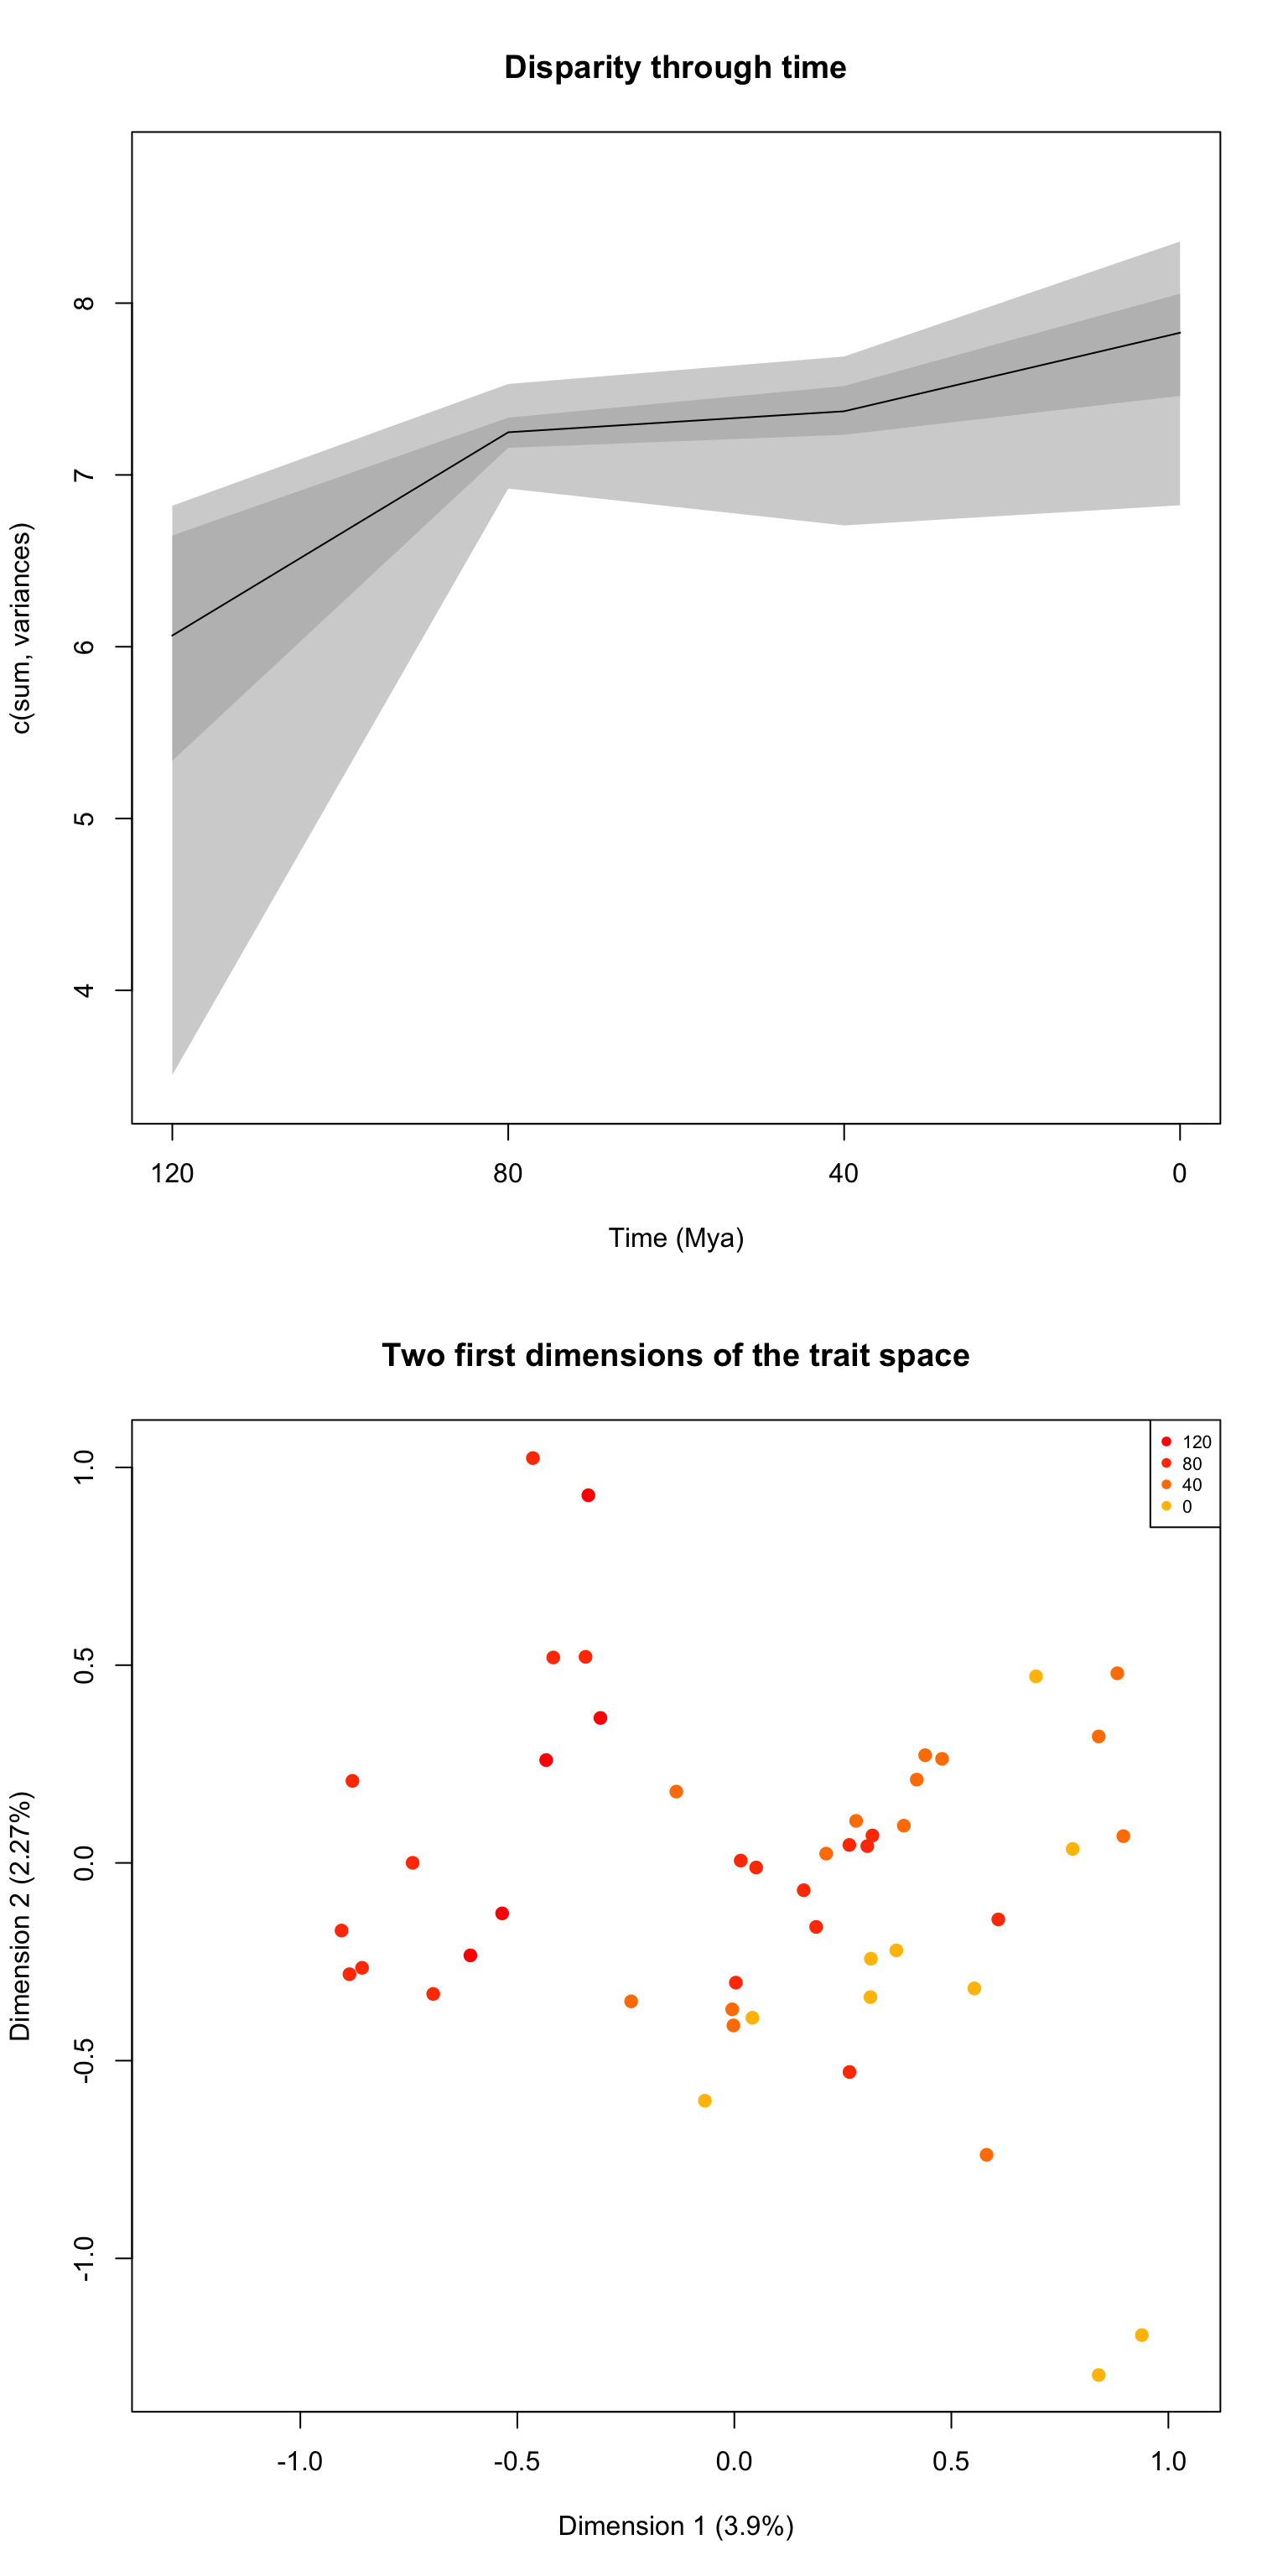 Disparity through time
c(sum, variances)
8
7
6
5
4
120 80 40 0
Time (Mya)
Two first dimensions of the trait space
120
80
40
0
Dimension 2 (2.27%)
1.0
0.5
0.0
-0.5
-1.0
-1.0 -0.5 0.0 0.5 1.0
Dimension 1 (3.9%)